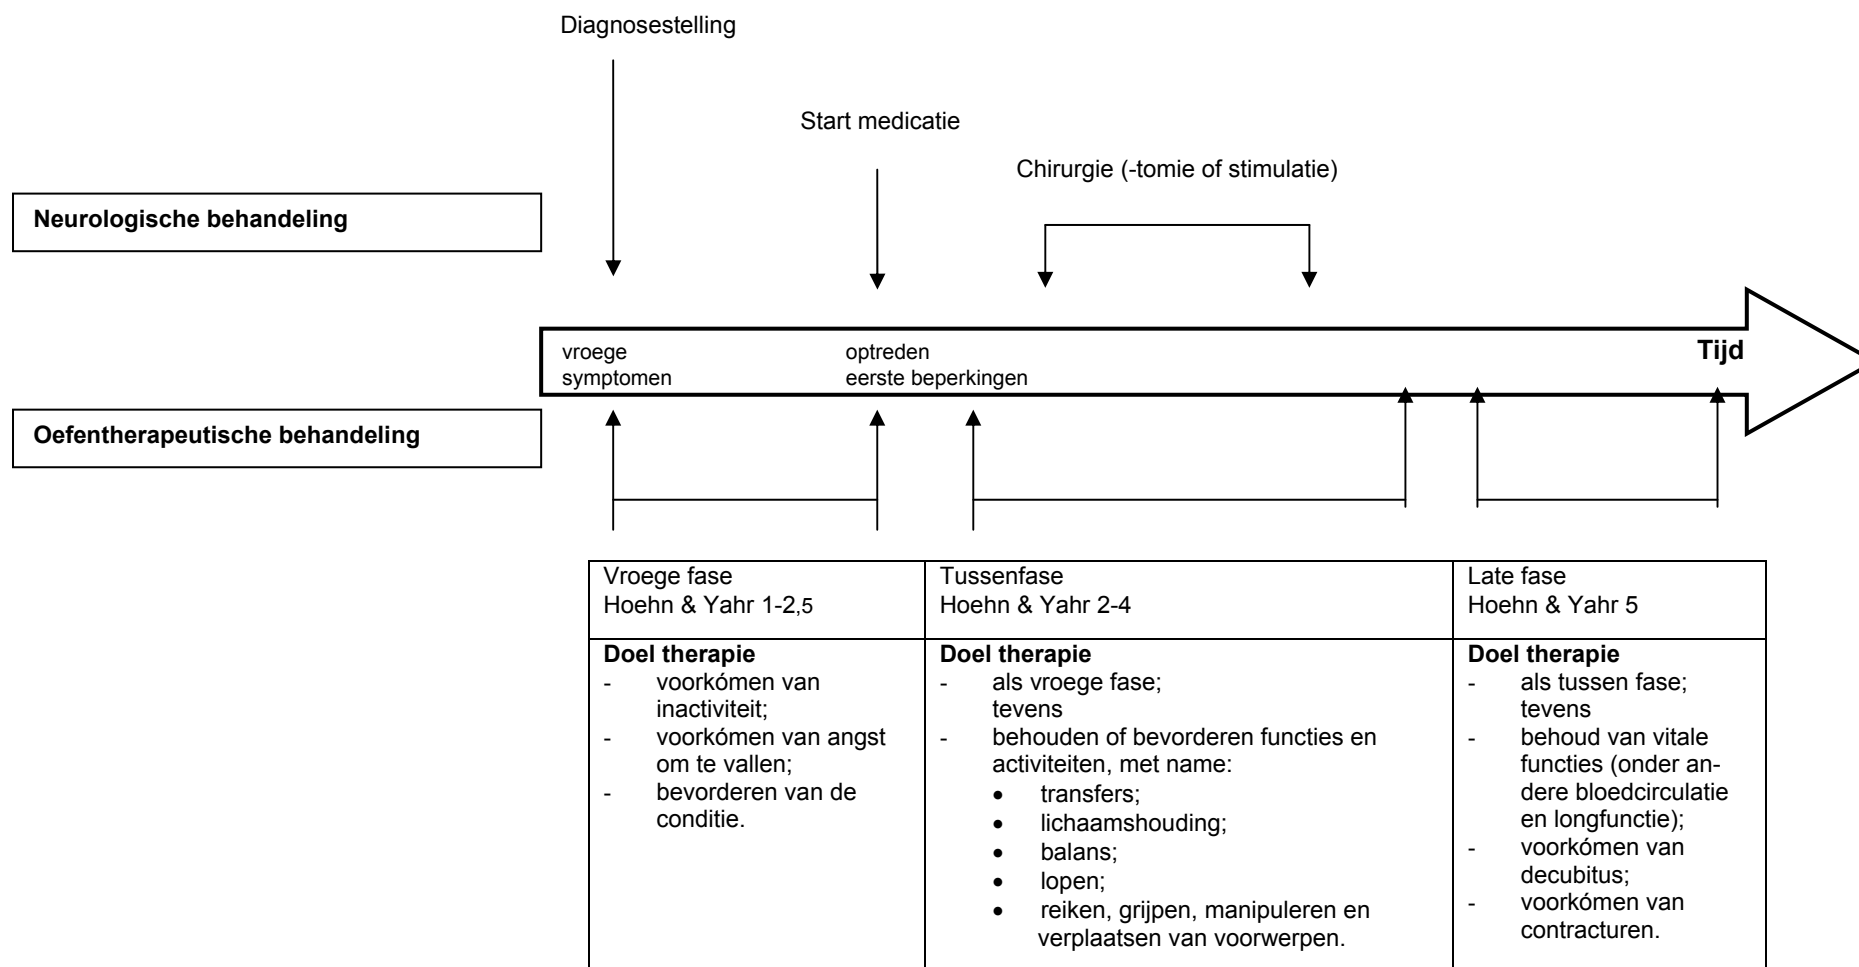 Diagnosestelling
Start medicatie
Chirurgie (-tomie of stimulatie)
Neurologische behandeling
vroege
symptomen
optreden
eerste beperkingen
Tijd
Oefentherapeutische behandeling
Vroege fase
Hoehn & Yahr 1-2,5
Doel therapie
- voorkómen van
inactiviteit;
- voorkómen van angst
om te vallen;
- bevorderen van de
conditie.
Tussenfase
Hoehn & Yahr 2-4
Doel therapie
- als vroege fase;
tevens
- behouden of bevorderen functies en
activiteiten, met name:
• transfers;
• lichaamshouding;
• balans;
• lopen;
• reiken, grijpen, manipuleren en
verplaatsen van voorwerpen.
Late fase
Hoehn & Yahr 5
Doel therapie
- als tussen fase;
tevens
- behoud van vitale
functies (onder an-
dere bloedcirculatie
en longfunctie);
- voorkómen van
decubitus;
- voorkómen van
contracturen.